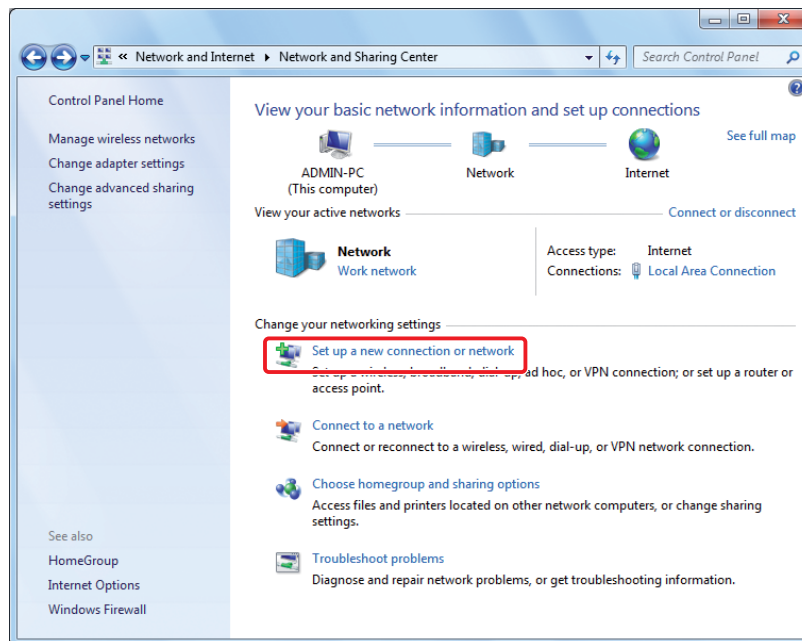 « Network and Internet ▸ Network and Sharing Center
Search Control Panel
Control Panel Home
Manage wireless networks
Change adapter settings
Change advanced sharing
settings
See also
HomeGroup
Internet Options
Windows Firewall
View your basic network information and set up connections
See full map
ADMIN-PC
(This computer)
Network
Internet
View your active networks
Connect or disconnect
Network
Work network
Access type: Internet
Connections: Local Area Connection
Change your networking settings
Set up a new connection or network
Set up a wireless, broadband, dial-up, ad hoc, or VPN connection; or set up a router or
access point.
Connect to a network
Connect or reconnect to a wireless, wired, dial-up, or VPN network connection.
Choose homegroup and sharing options
Access files and printers located on other network computers, or change sharing
settings.
Troubleshoot problems
Diagnose and repair network problems, or get troubleshooting information.